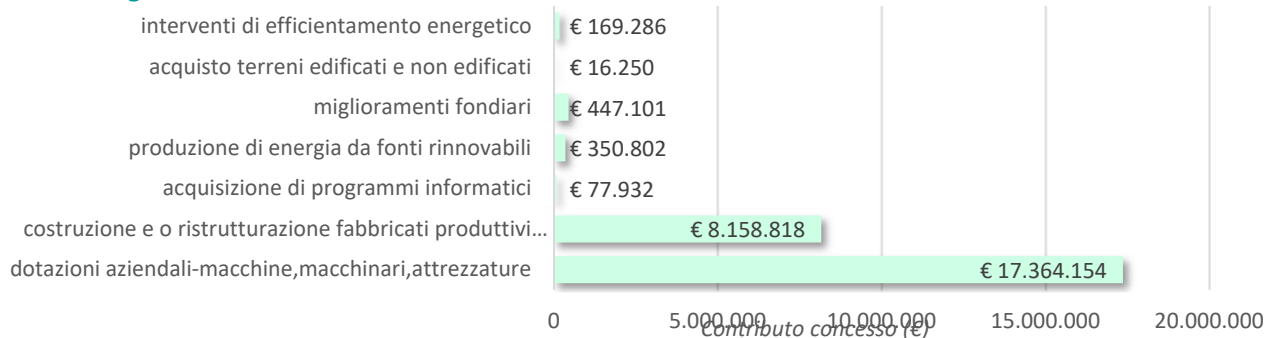 interventi di efficientamento energetico € 169.286
acquisto terreni edificati e non edificati € 16.250
miglioramenti fondiari € 447.101
produzione di energia da fonti rinnovabili € 350.802
acquisizione di programmi informatici € 77.932
costruzione e o ristrutturazione fabbricati produttivi… € 8.158.818
dotazioni aziendali-macchine,macchinari,attrezzature € 17.364.154
0 5.000.000 10.000.000 15.000.000 20.000.000
Contributo concesso (€)